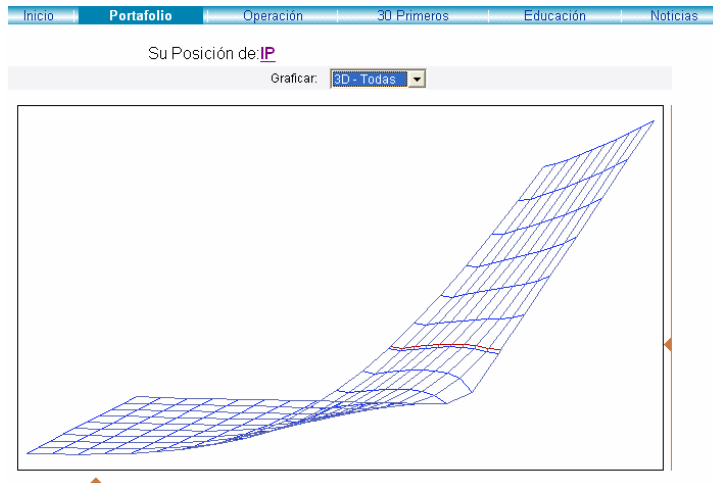 Inicio Portafolio Operación 30 Primeros Educación Noticias
Su Posición de:IP
Graficar: 3D - Todas